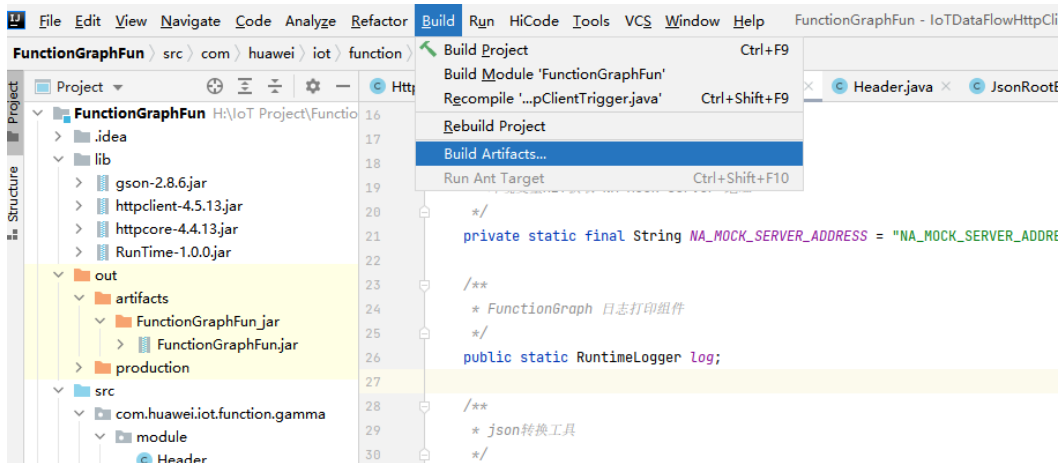 File Edit View Navigate Code Analyze Refactor Build Run HiCode Tools VCS Window Help FunctionGraphFun - IoTDataFlowHttpCli
FunctionGraphFun src com huawei iot function
Build Project Ctrl+F9
Build Module 'FunctionGraphFun'
Recompile '...pClientTrigger.java' Ctrl+Shift+F9
Rebuild Project
Build Artifacts...
Run Ant Target Ctrl+Shift+F10
Project
Structure
Project
FunctionGraphFun H:\IoT Project\Functio
.idea
lib
gson-2.8.6.jar
httpclient-4.5.13.jar
httpcore-4.4.13.jar
RunTime-1.0.0.jar
out
artifacts
FunctionGraphFun_jar
FunctionGraphFun.jar
production
src
com.huawei.iot.function.gamma
module
Header
Htt
Header.java
JsonRoot
16
17
18
19
20 */
21 private static final String NA_MOCK_SERVER_ADDRESS = "NA_MOCK_SERVER_ADDRE
22
23 /**
24 * FunctionGraph 日志打印组件
25 */
26 public static RuntimeLogger log;
27
28 /**
29 * json转换工具
30 */